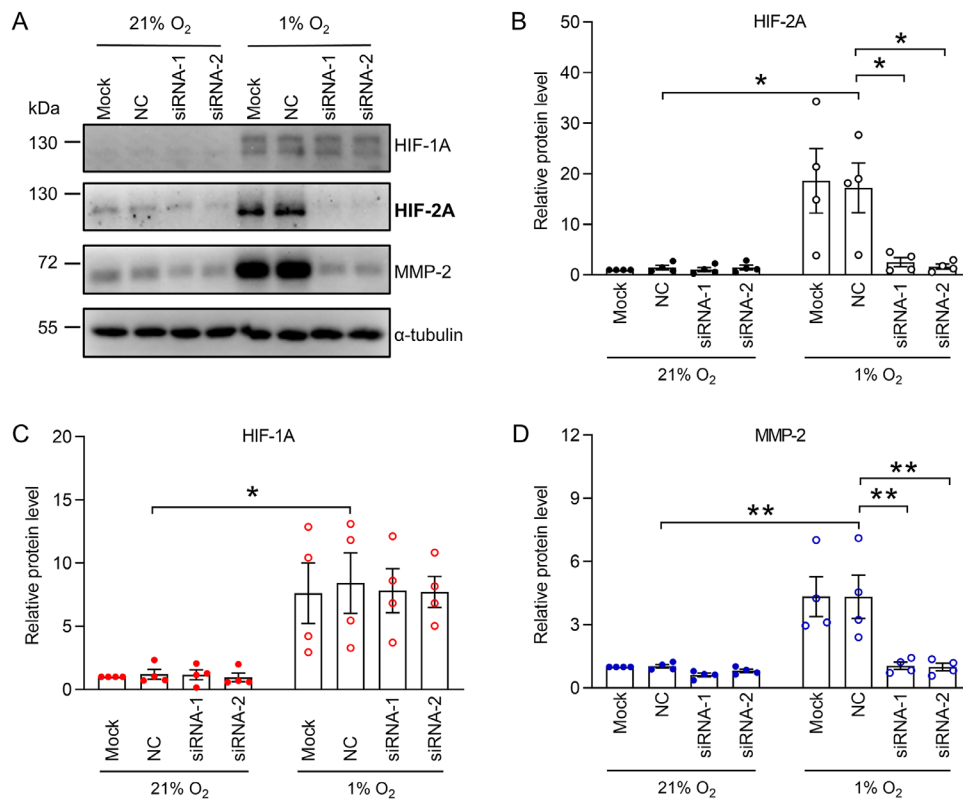 A
21% O₂
1% O₂
Mock
NC
siRNA-1
siRNA-2
Mock
NC
siRNA-1
siRNA-2
kDa
130
HIF-1A
130
HIF-2A
72
MMP-2
55
α-tubulin
B
HIF-2A
Relative protein level
50
40
30
20
10
0
*
*
*
Mock
NC
siRNA-1
siRNA-2
Mock
NC
siRNA-1
siRNA-2
21% O₂
1% O₂
C
HIF-1A
Relative protein level
20
15
10
5
0
*
Mock
NC
siRNA-1
siRNA-2
Mock
NC
siRNA-1
siRNA-2
21% O₂
1% O₂
D
MMP-2
Relative protein level
12
9
6
3
0
**
**
**
Mock
NC
siRNA-1
siRNA-2
Mock
NC
siRNA-1
siRNA-2
21% O₂
1% O₂